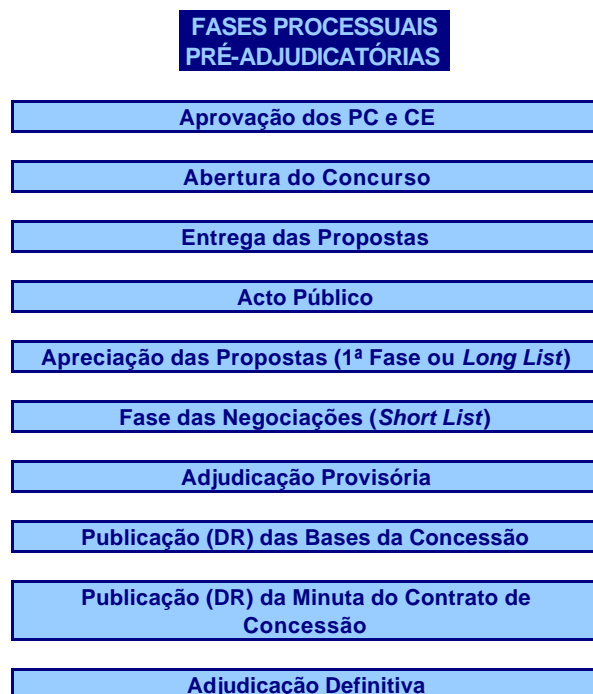 FASES PROCESSUAIS
PRÉ-ADJUDICATÓRIAS
Aprovação dos PC e CE
Abertura do Concurso
Entrega das Propostas
Acto Público
Apreciação das Propostas (1ª Fase ou Long List)
Fase das Negociações (Short List)
Adjudicação Provisória
Publicação (DR) das Bases da Concessão
Publicação (DR) da Minuta do Contrato de
Concessão
Adjudicação Definitiva